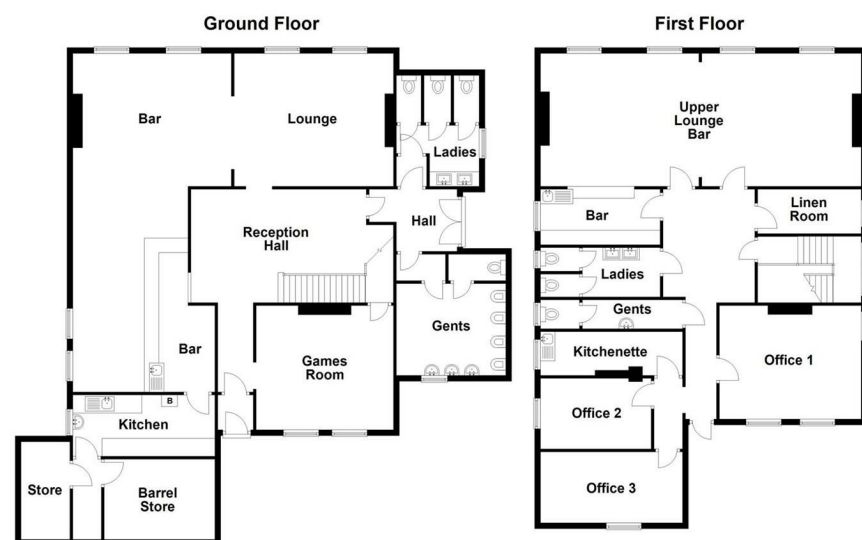 Ground Floor
Bar
Lounge
Ladies
Hall
Reception
Hall
Gents
Games
Room
Bar
B
Kitchen
Store
Barrel
Store
First Floor
Upper
Lounge
Bar
Bar
Linen
Room
Ladies
Gents
Kitchenette
Office 1
Office 2
Office 3